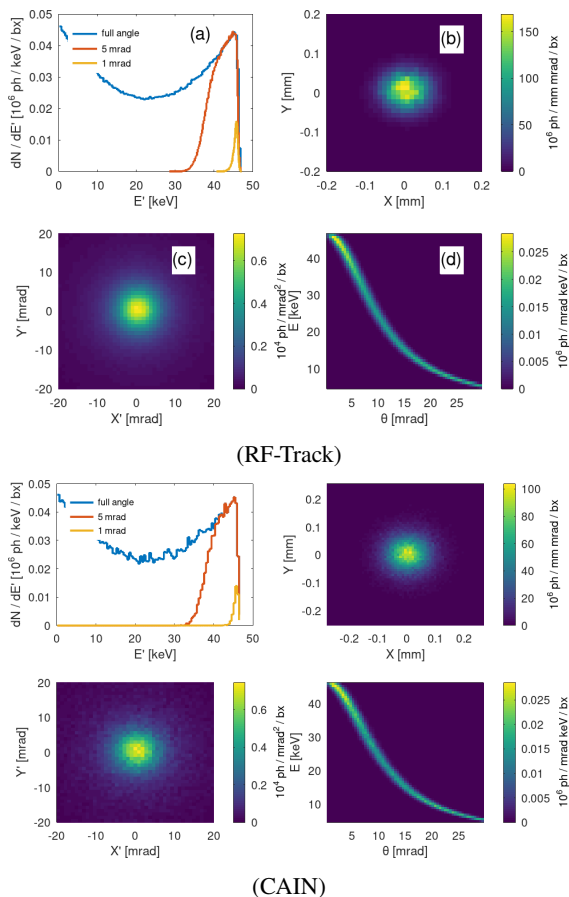 0.05
0.04
0.03
0.02
0.01
0
dN / dE' [10⁶ ph / keV / bx]
full angle
5 mrad
1 mrad
(a)
0 10 20 30 40 50
E' [keV]
0.2
0.1
0
-0.1
-0.2
Y [mm]
(b)
-0.2 -0.1 0 0.1 0.2
X [mm]
150
100
50
0
10⁶ ph / mm mrad / bx
20
10
0
-10
-20
Y' [mrad]
(c)
-20 -10 0 10 20
X' [mrad]
0.6
0.4
0.2
0
10⁴ ph / mrad² / bx
40
30
20
10
E [keV]
(d)
5 10 15 20 25
θ [mrad]
0.025
0.02
0.015
0.01
0.005
0
10⁶ ph / mrad keV / bx
(RF-Track)
0.05
0.04
0.03
0.02
0.01
0
dN / dE' [10⁶ ph / keV / bx]
full angle
5 mrad
1 mrad
0 10 20 30 40 50
E' [keV]
0.2
0.1
0
-0.1
-0.2
Y [mm]
-0.2 -0.1 0 0.1 0.2
X [mm]
100
80
60
40
20
0
10⁶ ph / mm mrad / bx
20
10
0
-10
-20
Y' [mrad]
-20 -10 0 10 20
X' [mrad]
0.6
0.4
0.2
0
10⁴ ph / mrad² / bx
40
30
20
10
E [keV]
5 10 15 20 25
θ [mrad]
0.025
0.02
0.015
0.01
0.005
0
10⁶ ph / mrad keV / bx
(CAIN)